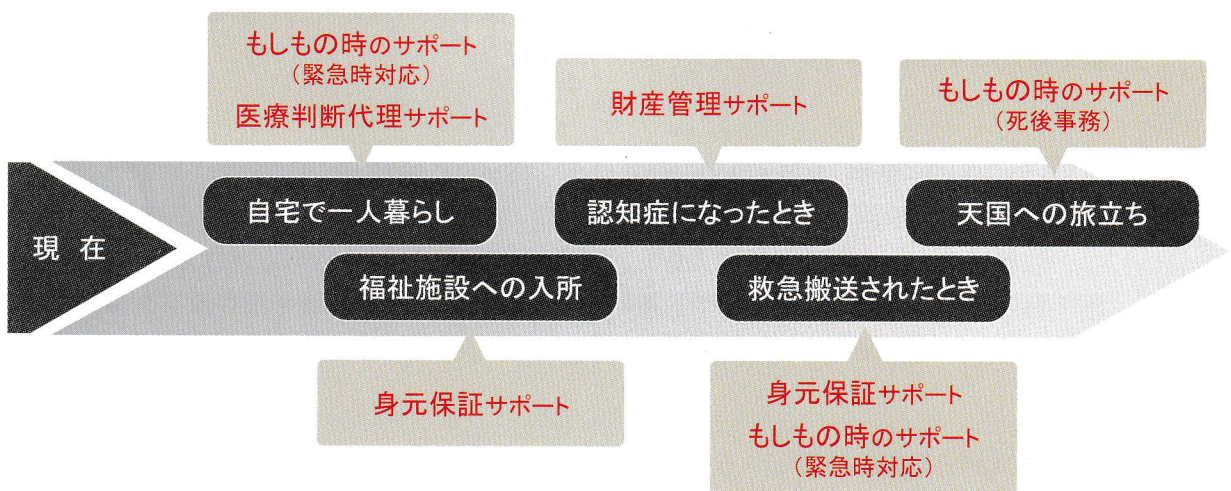 もしもの時のサポート
（緊急時対応）
医療判断代理サポート
財産管理サポート
もしもの時のサポート
（死後事務）
現在
自宅で一人暮らし
認知症になったとき
天国への旅立ち
福祉施設への入所
救急搬送されたとき
身元保証サポート
身元保証サポート
もしもの時のサポート
（緊急時対応）